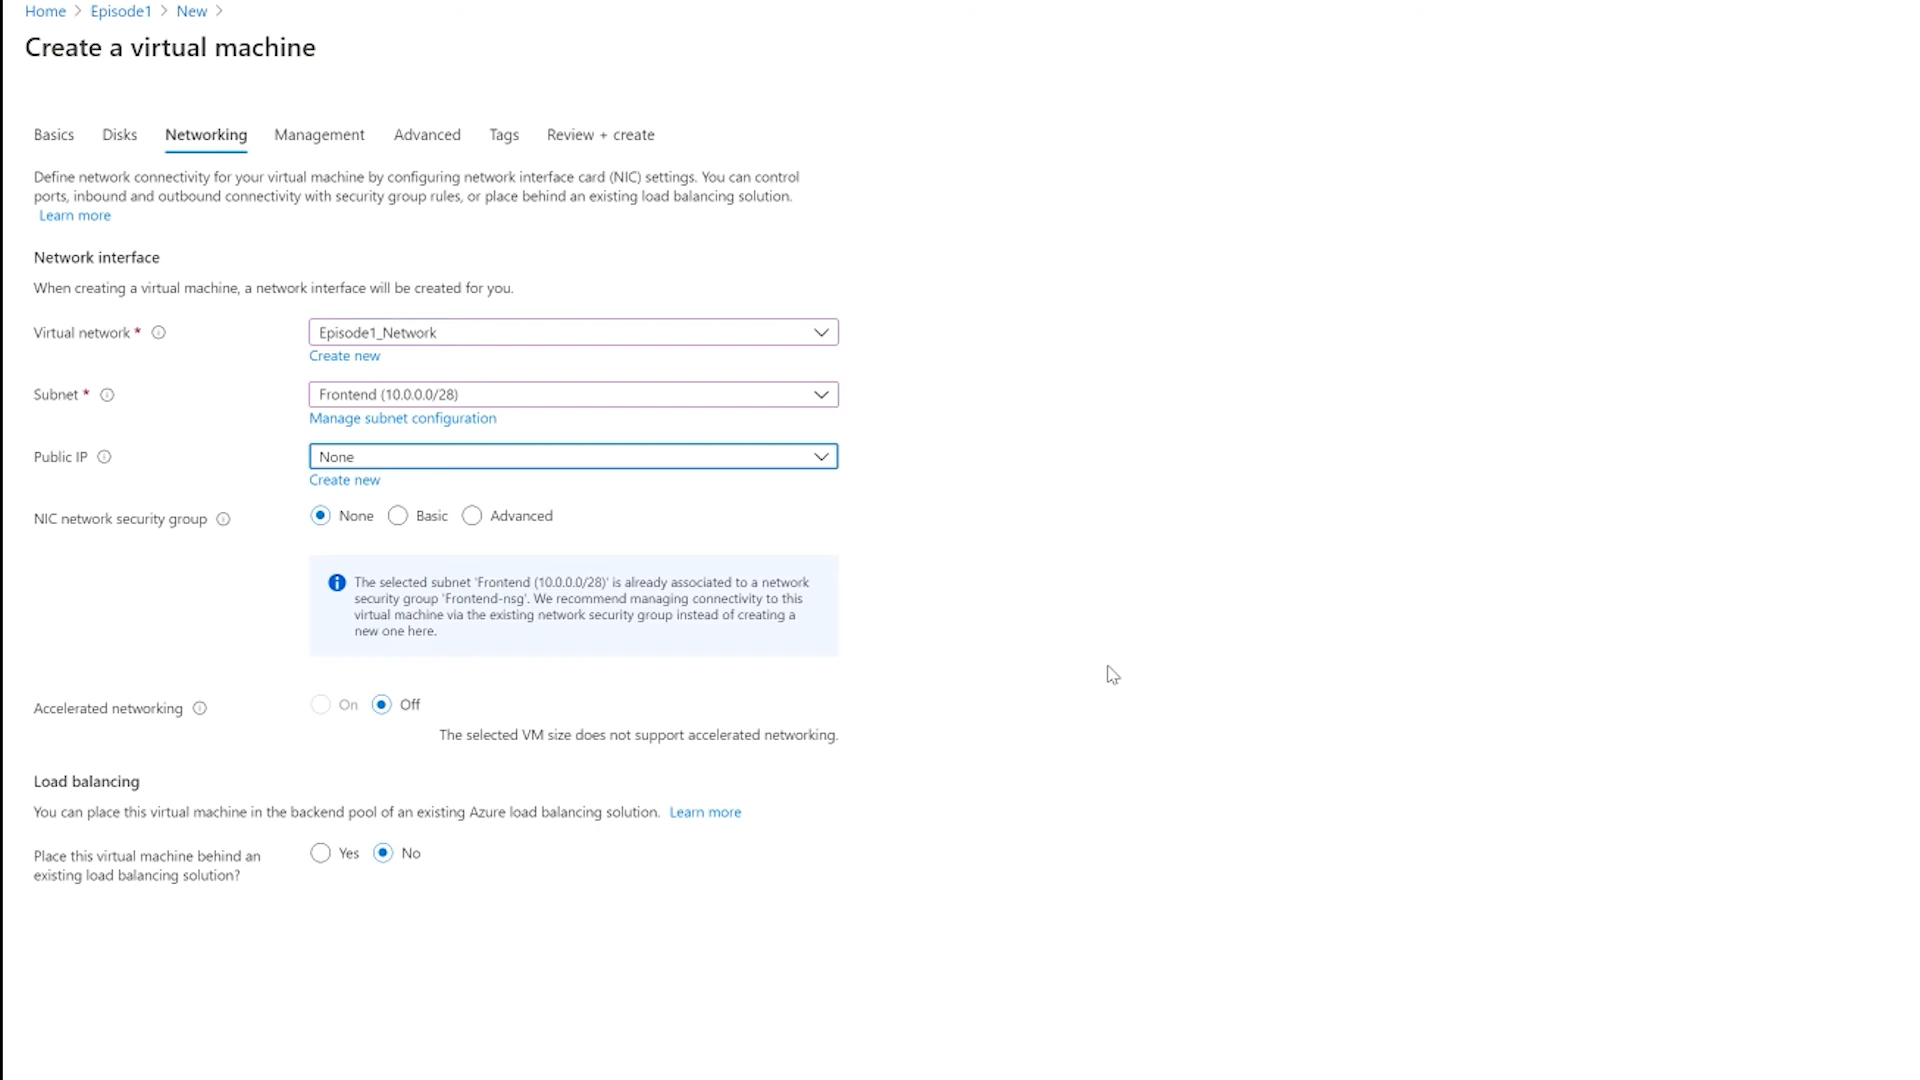 Home > Episode1 > New >
Create a virtual machine
Basics Disks Networking Management Advanced Tags Review + create
Define network connectivity for your virtual machine by configuring network interface card (NIC) settings. You can control
ports, inbound and outbound connectivity with security group rules, or place behind an existing load balancing solution.
Learn more
Network interface
When creating a virtual machine, a network interface will be created for you.
Virtual network * Episode1_Network
Create new
Subnet * Frontend (10.0.0.0/28)
Manage subnet configuration
Public IP None
Create new
NIC network security group None Basic Advanced
The selected subnet 'Frontend (10.0.0.0/28)' is already associated to a network
security group 'Frontend-nsg'. We recommend managing connectivity to this
virtual machine via the existing network security group instead of creating a
new one here.
Accelerated networking On Off
The selected VM size does not support accelerated networking.
Load balancing
You can place this virtual machine in the backend pool of an existing Azure load balancing solution. Learn more
Place this virtual machine behind an Yes No
existing load balancing solution?